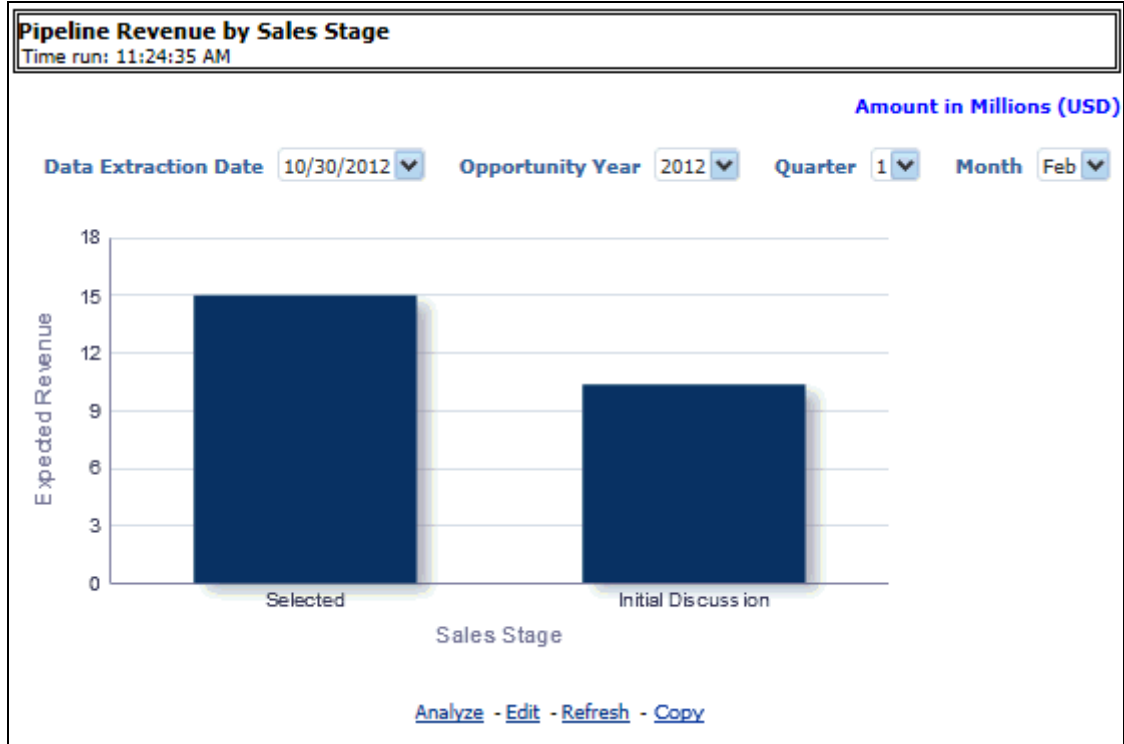 Pipeline Revenue by Sales Stage
Time run: 11:24:35 AM
Amount in Millions (USD)
Data Extraction Date 10/30/2012 Opportunity Year 2012 Quarter 1 Month Feb
18
15
12
9
6
3
0
Expected Revenue
Selected Initial Discussion
Sales Stage
Analyze - Edit - Refresh - Copy